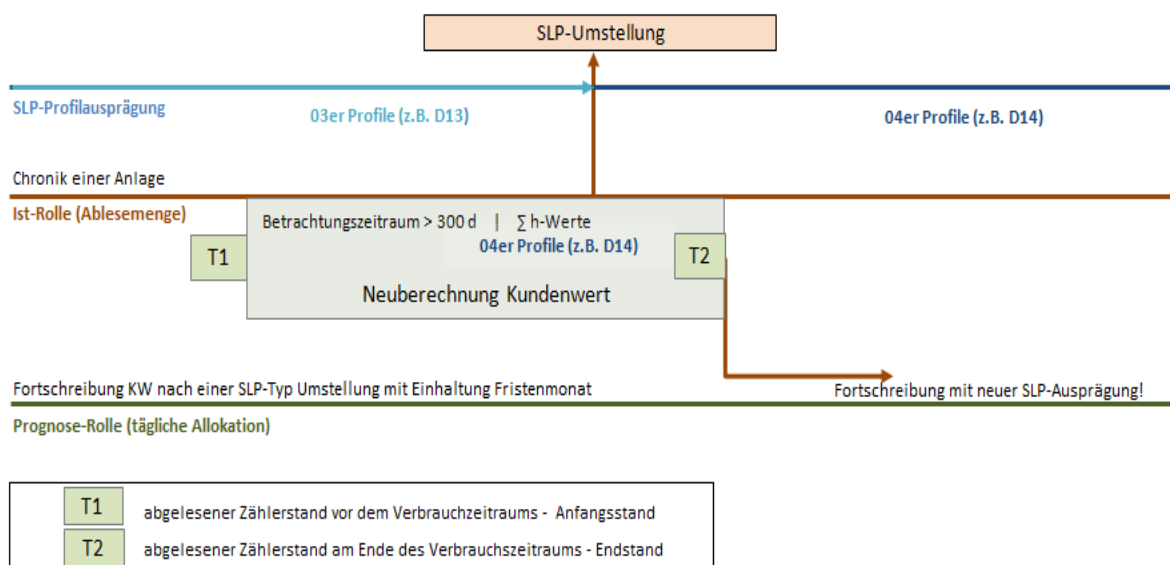 SLP-Umstellung
SLP-Profilausprägung
03er Profile (z.B. D13)
04er Profile (z.B. D14)
Chronik einer Anlage
Ist-Rolle (Ablesemenge)
Betrachtungszeitraum > 300 d | ∑ h-Werte
04er Profile (z.B. D14)
T1
T2
Neuberechnung Kundenwert
Fortschreibung KW nach einer SLP-Typ Umstellung mit Einhaltung Fristenmonat
Fortschreibung mit neuer SLP-Ausprägung!
Prognose-Rolle (tägliche Allokation)
T1 abgelesener Zählerstand vor dem Verbrauchzeitraums - Anfangsstand
T2 abgelesener Zählerstand am Ende des Verbrauchszeitraums - Endstand